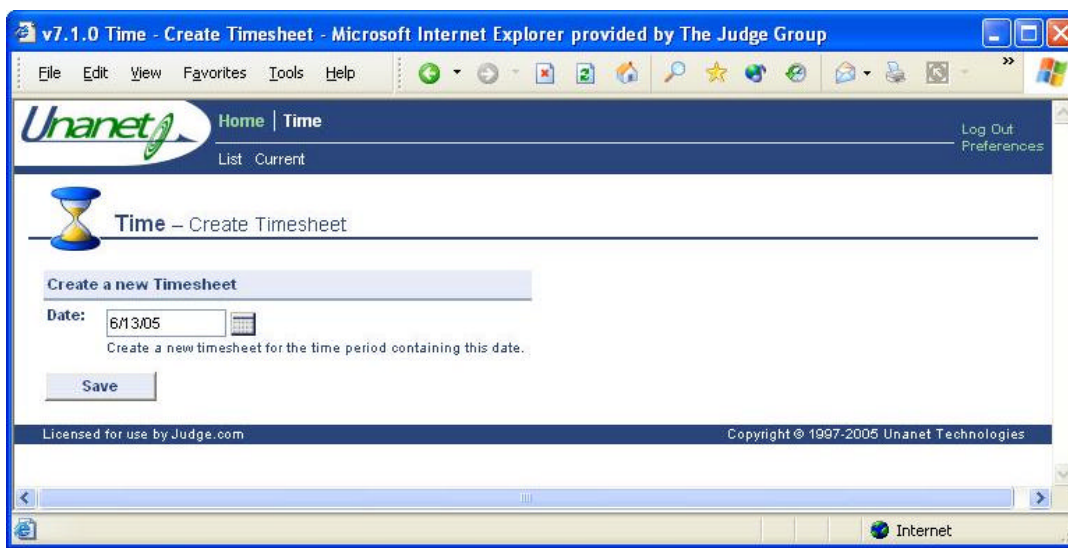 v7.1.0 Time - Create Timesheet - Microsoft Internet Explorer provided by The Judge Group
File Edit View Favorites Tools Help
Unanet
Home | Time
Log Out
List Current
Preferences
Time – Create Timesheet
Create a new Timesheet
Date:
6/13/05
Create a new timesheet for the time period containing this date.
Save
Licensed for use by Judge.com Copyright © 1997-2005 Unanet Technologies
Internet